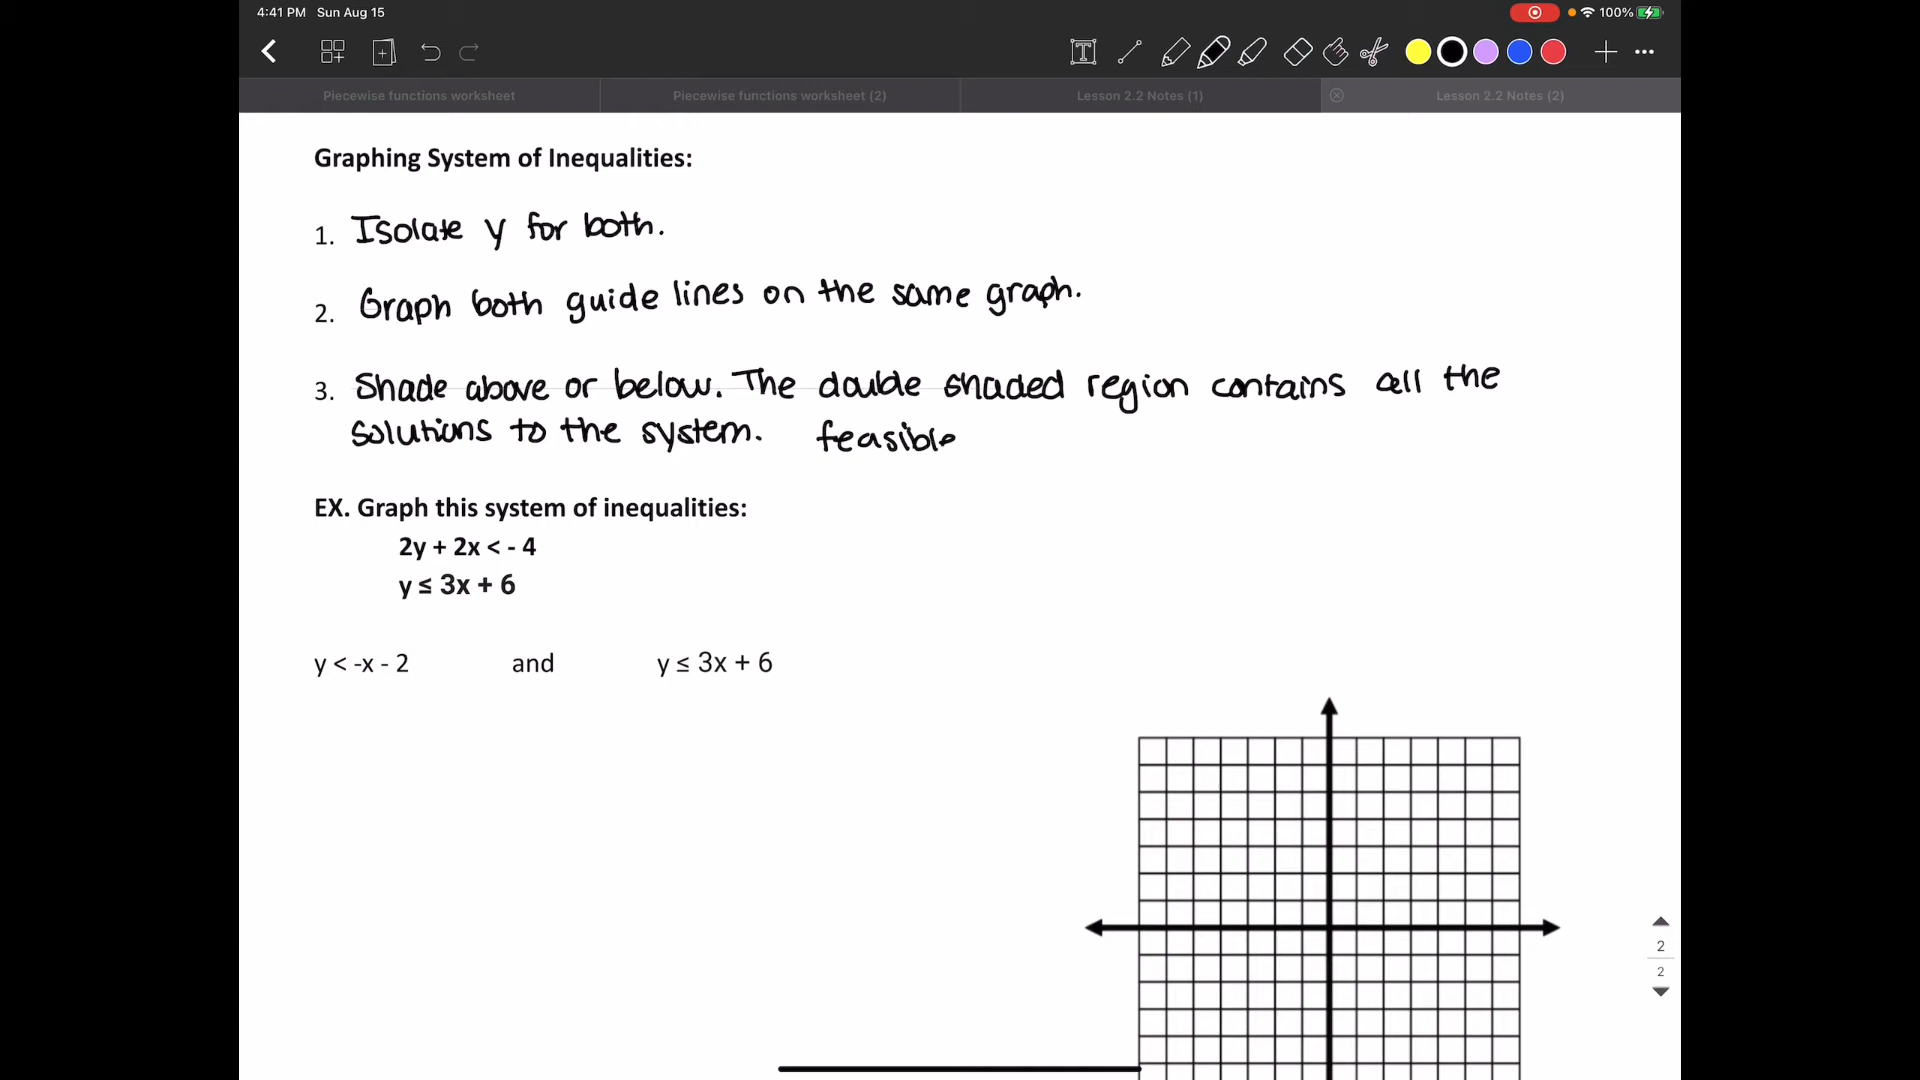 4:41 PM Sun Aug 15
100%
Piecewise functions worksheet
Piecewise functions worksheet (2)
Lesson 2.2 Notes (1)
Lesson 2.2 Notes (2)
Graphing System of Inequalities:
1. Isolate y for both.
2. Graph both guide lines on the same graph.
3. Shade above or below. The double shaded region contains all the
solutions to the system. feasible
EX. Graph this system of inequalities:
2y + 2x < - 4
y ≤ 3x + 6
y < -x - 2 and y ≤ 3x + 6
2
2